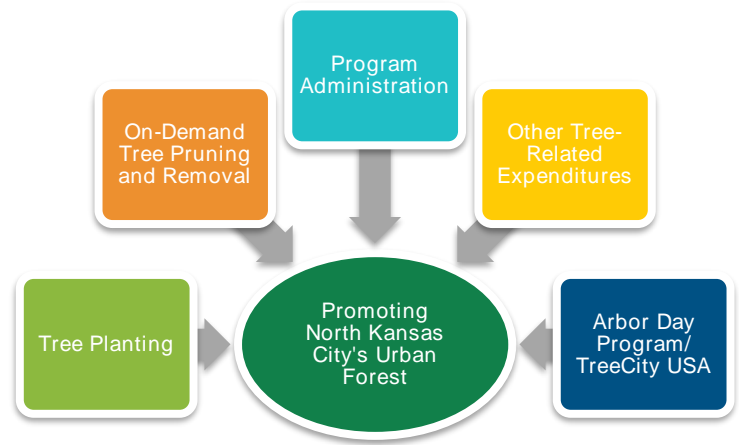 Program
Administration
On-Demand
Tree Pruning
and Removal
Other Tree-
Related
Expenditures
Tree Planting
Promoting
North Kansas
City's Urban
Forest
Arbor Day
Program/
TreeCity USA